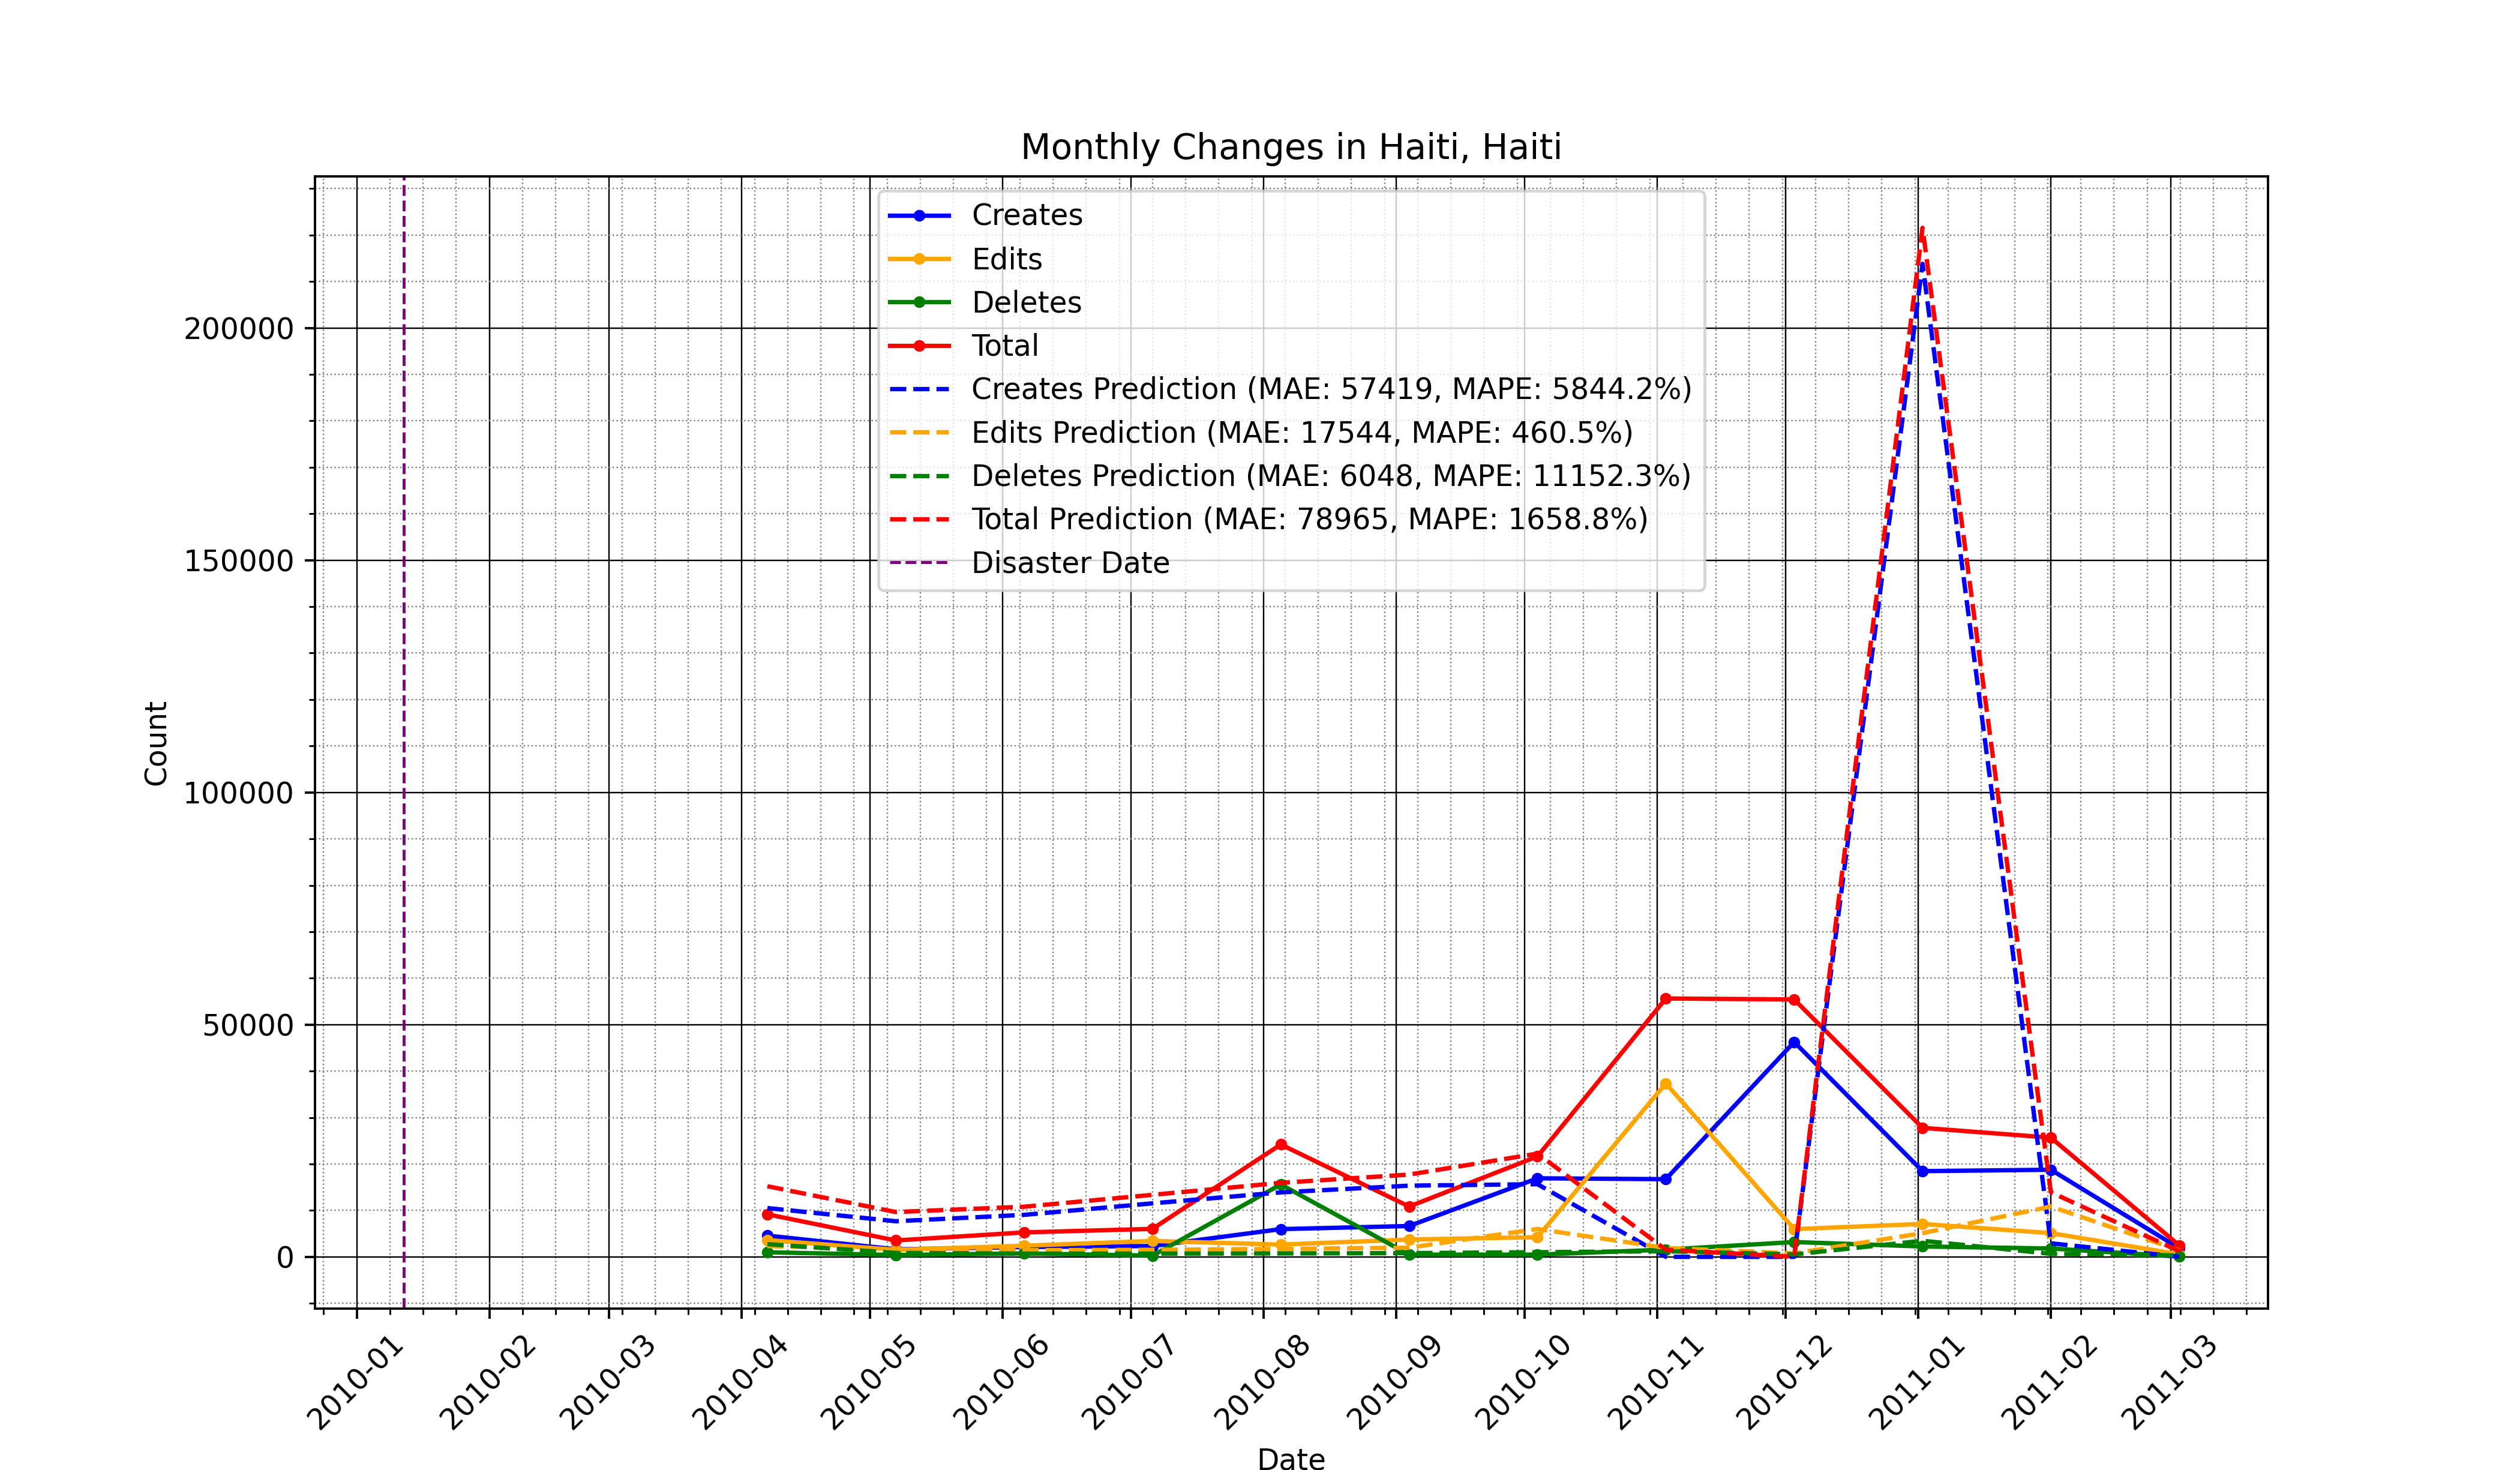 Monthly Changes in Haiti, Haiti
Creates
Edits
Deletes
Total
Creates Prediction (MAE: 57419, MAPE: 5844.2%)
Edits Prediction (MAE: 17544, MAPE: 460.5%)
Deletes Prediction (MAE: 6048, MAPE: 11152.3%)
Total Prediction (MAE: 78965, MAPE: 1658.8%)
Disaster Date
200000
150000
100000
50000
0
Count
2010-01
2010-02
2010-03
2010-04
2010-05
2010-06
2010-07
2010-08
2010-09
2010-10
2010-11
2010-12
2011-01
2011-02
2011-03
Date